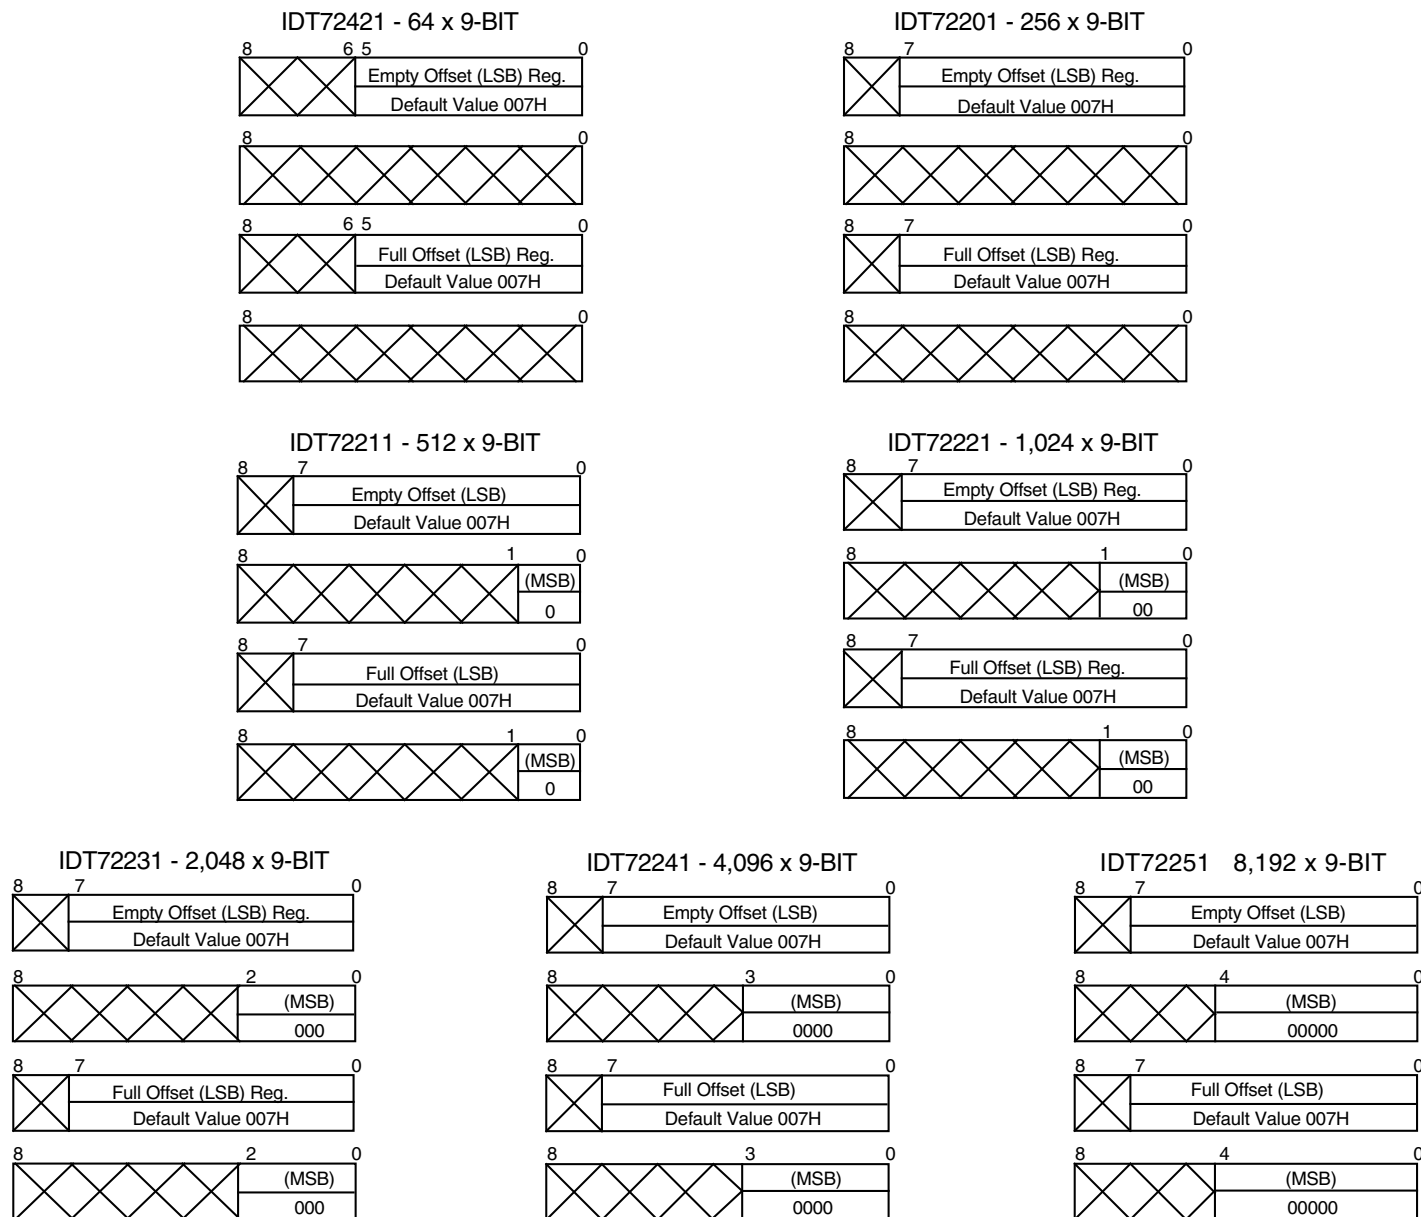 IDT72421 - 64 x 9-BIT
8 6 5 0
Empty Offset (LSB) Reg.
Default Value 007H
8 0
8 6 5 0
Full Offset (LSB) Reg.
Default Value 007H
8 0
IDT72201 - 256 x 9-BIT
8 7 0
Empty Offset (LSB) Reg.
Default Value 007H
8 0
8 7 0
Full Offset (LSB) Reg.
Default Value 007H
8 0
IDT72211 - 512 x 9-BIT
8 7 0
Empty Offset (LSB)
Default Value 007H
8 1 0
(MSB)
0
8 7 0
Full Offset (LSB)
Default Value 007H
8 1 0
(MSB)
0
IDT72221 - 1,024 x 9-BIT
8 7 0
Empty Offset (LSB) Reg.
Default Value 007H
8 1 0
(MSB)
00
8 7 0
Full Offset (LSB) Reg.
Default Value 007H
8 1 0
(MSB)
00
IDT72231 - 2,048 x 9-BIT
8 7 0
Empty Offset (LSB) Reg.
Default Value 007H
8 2 0
(MSB)
000
8 7 0
Full Offset (LSB) Reg.
Default Value 007H
8 2 0
(MSB)
000
IDT72241 - 4,096 x 9-BIT
8 7 0
Empty Offset (LSB)
Default Value 007H
8 3 0
(MSB)
0000
8 7 0
Full Offset (LSB)
Default Value 007H
8 3 0
(MSB)
0000
IDT72251 8,192 x 9-BIT
8 7 0
Empty Offset (LSB)
Default Value 007H
8 4 0
(MSB)
00000
8 7 0
Full Offset (LSB)
Default Value 007H
8 4 0
(MSB)
00000